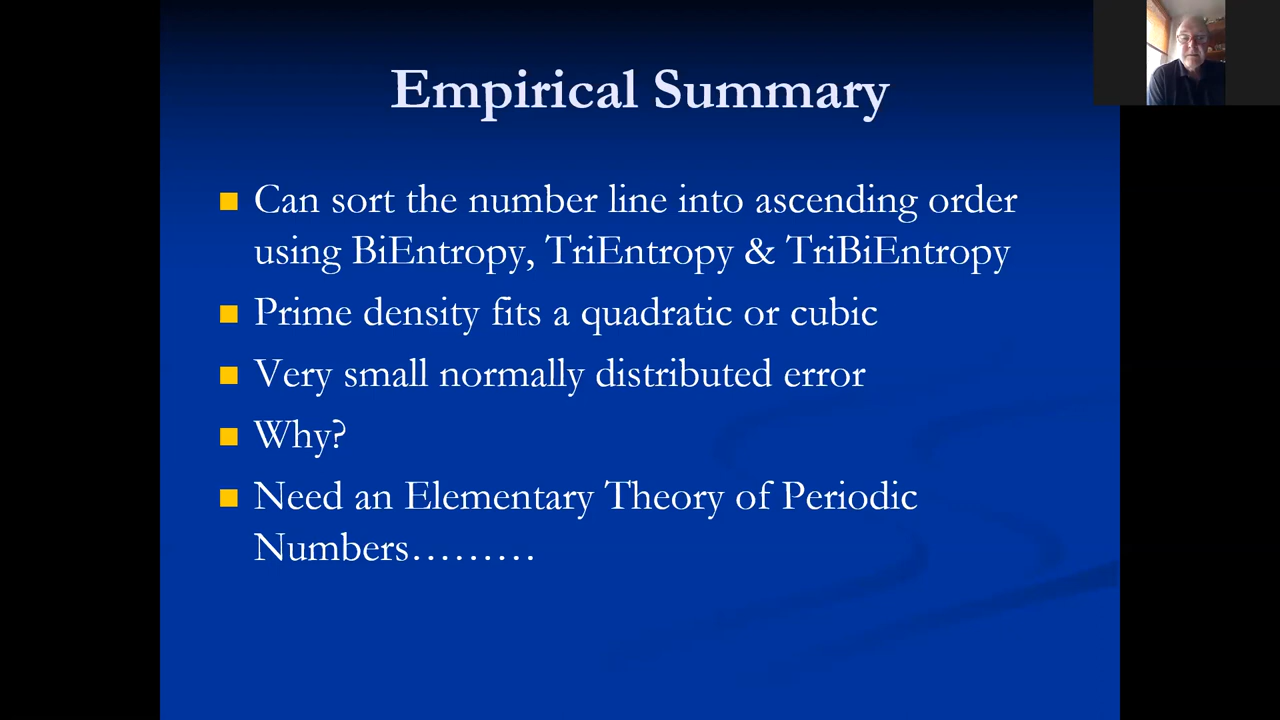 Empirical Summary
Can sort the number line into ascending order
using BiEntropy, TriEntropy & TriBiEntropy
Prime density fits a quadratic or cubic
Very small normally distributed error
Why?
Need an Elementary Theory of Periodic
Numbers………